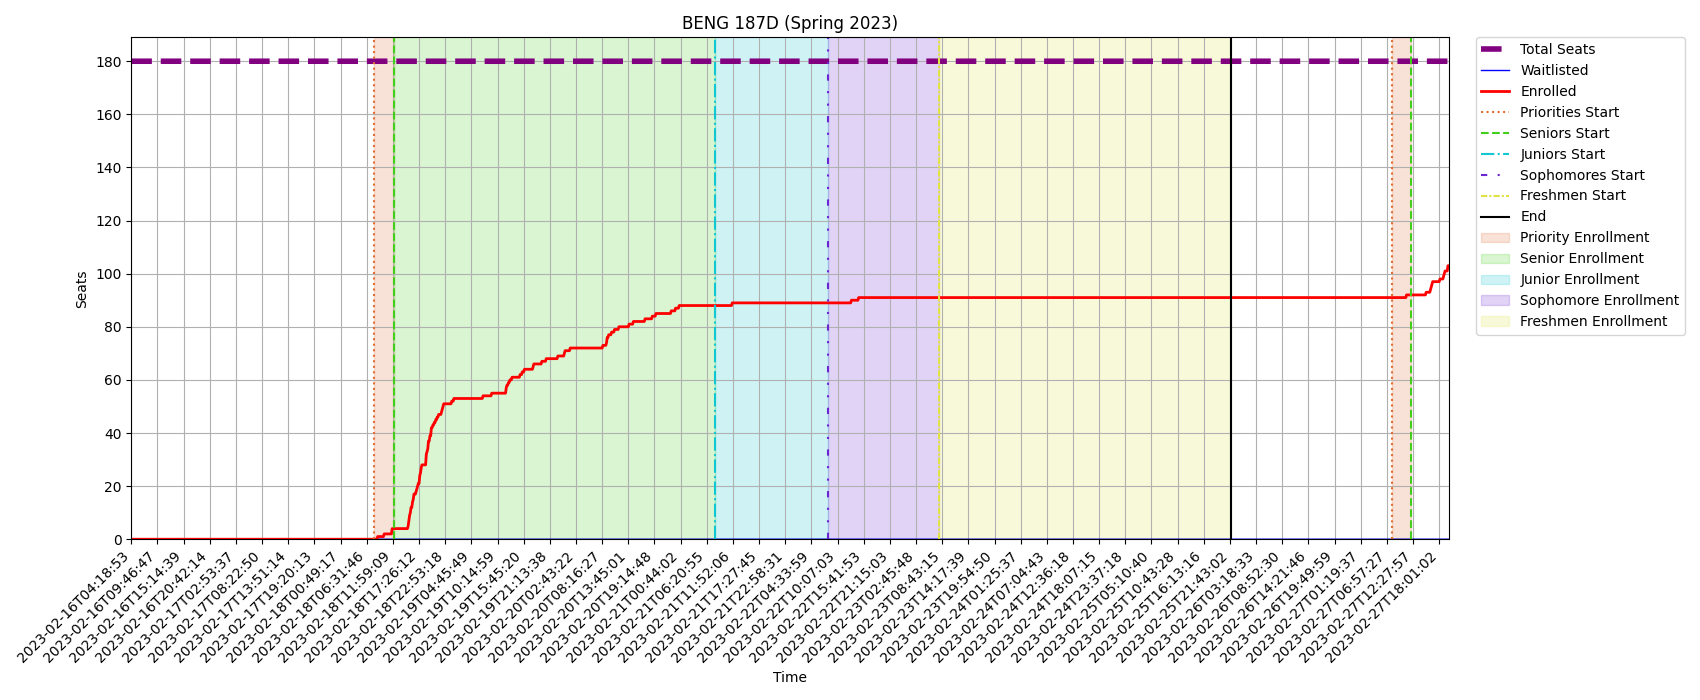 BENG 187D (Spring 2023)
Seats
180
160
140
120
100
80
60
40
20
0
2023-02-16T04:18:53
2023-02-16T09:46:47
2023-02-16T15:14:39
2023-02-16T20:42:14
2023-02-17T02:53:37
2023-02-17T08:22:50
2023-02-17T13:51:14
2023-02-17T19:20:13
2023-02-18T00:49:17
2023-02-18T06:31:46
2023-02-18T11:59:09
2023-02-18T17:26:12
2023-02-18T22:53:18
2023-02-19T04:45:49
2023-02-19T10:14:59
2023-02-19T15:45:20
2023-02-19T21:13:38
2023-02-20T02:43:22
2023-02-20T08:16:27
2023-02-20T13:45:01
2023-02-20T19:14:48
2023-02-21T00:44:02
2023-02-21T06:20:55
2023-02-21T11:52:06
2023-02-21T17:27:45
2023-02-21T22:58:31
2023-02-22T04:33:59
2023-02-22T10:07:03
2023-02-22T15:41:53
2023-02-22T21:15:03
2023-02-23T02:45:48
2023-02-23T08:43:15
2023-02-23T14:17:39
2023-02-23T19:54:50
2023-02-24T01:25:37
2023-02-24T07:04:43
2023-02-24T12:36:18
2023-02-24T18:07:15
2023-02-24T23:37:18
2023-02-25T05:10:40
2023-02-25T10:43:28
2023-02-25T16:13:16
2023-02-25T21:43:02
2023-02-26T03:18:33
2023-02-26T08:52:30
2023-02-26T14:21:46
2023-02-26T19:49:59
2023-02-27T01:19:37
2023-02-27T06:57:27
2023-02-27T12:27:57
2023-02-27T18:01:02
Time
Total Seats
Waitlisted
Enrolled
Priorities Start
Seniors Start
Juniors Start
Sophomores Start
Freshmen Start
End
Priority Enrollment
Senior Enrollment
Junior Enrollment
Sophomore Enrollment
Freshmen Enrollment